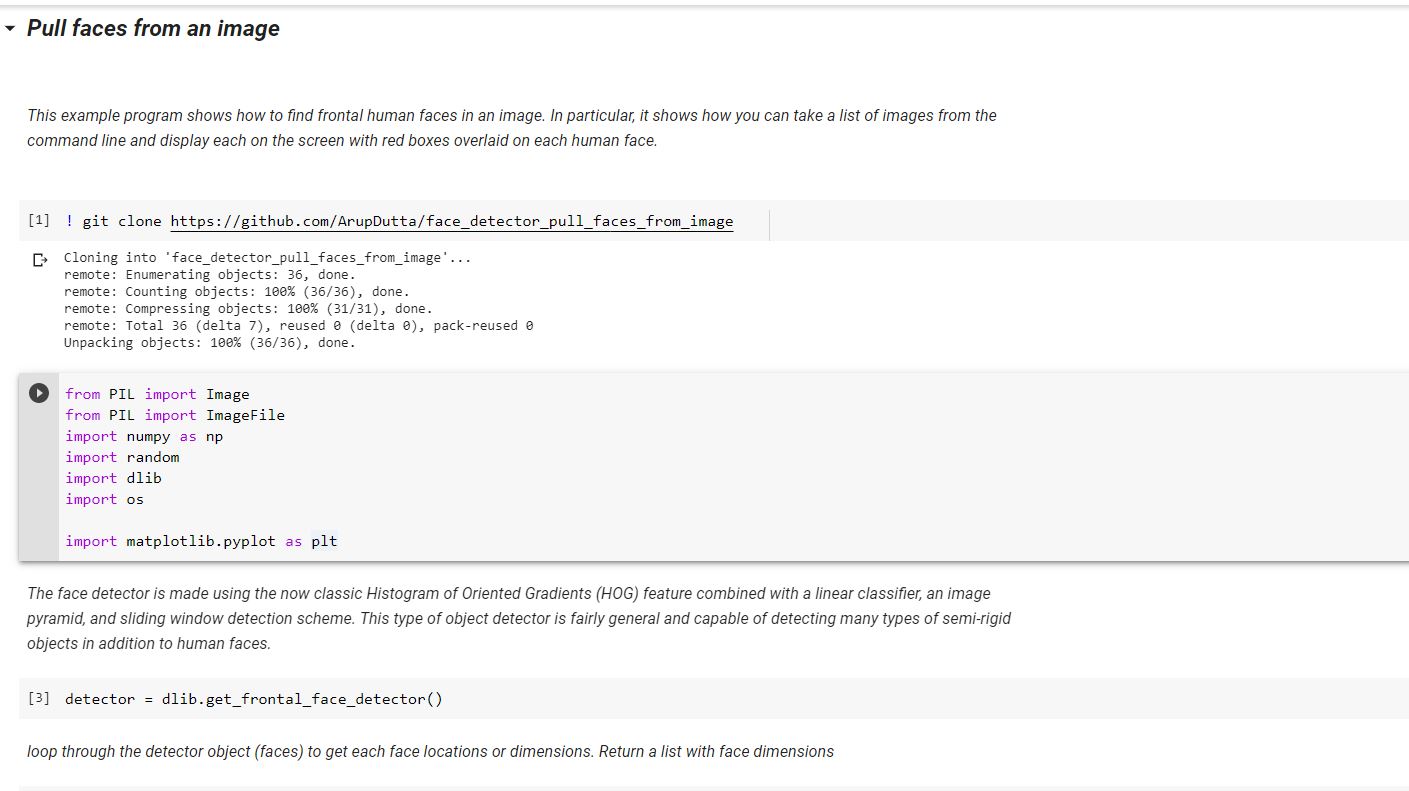 Pull faces from an image
This example program shows how to find frontal human faces in an image. In particular, it shows how you can take a list of images from the
command line and display each on the screen with red boxes overlaid on each human face.
[1] ! git clone https://github.com/ArupDutta/face_detector_pull_faces_from_image
Cloning into 'face_detector_pull_faces_from_image'...
remote: Enumerating objects: 36, done.
remote: Counting objects: 100% (36/36), done.
remote: Compressing objects: 100% (31/31), done.
remote: Total 36 (delta 7), reused 0 (delta 0), pack-reused 0
Unpacking objects: 100% (36/36), done.
from PIL import Image
from PIL import ImageFile
import numpy as np
import random
import dlib
import os
import matplotlib.pyplot as plt
The face detector is made using the now classic Histogram of Oriented Gradients (HOG) feature combined with a linear classifier, an image
pyramid, and sliding window detection scheme. This type of object detector is fairly general and capable of detecting many types of semi-rigid
objects in addition to human faces.
[3] detector = dlib.get_frontal_face_detector()
loop through the detector object (faces) to get each face locations or dimensions. Return a list with face dimensions